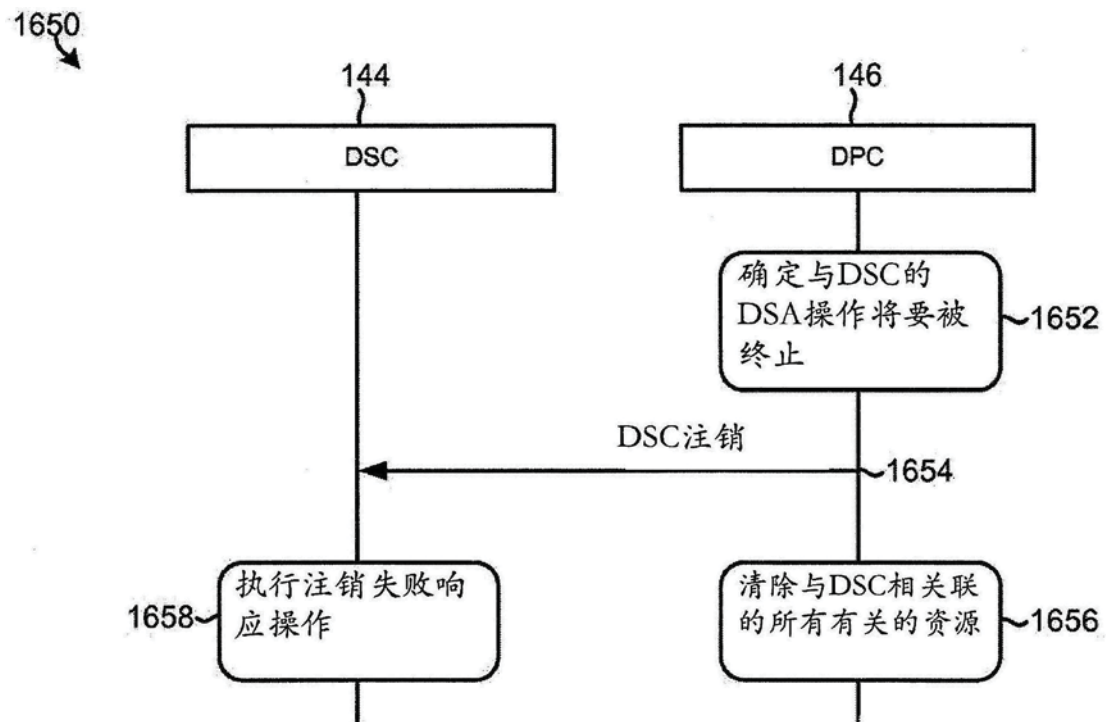 1650
144
146
DSC
DPC
确定与DSC的
DSA操作将要被
终止
1652
DSC注销
1654
执行注销失败响
应操作
1658
清除与DSC相关联
的所有有关的资源
1656